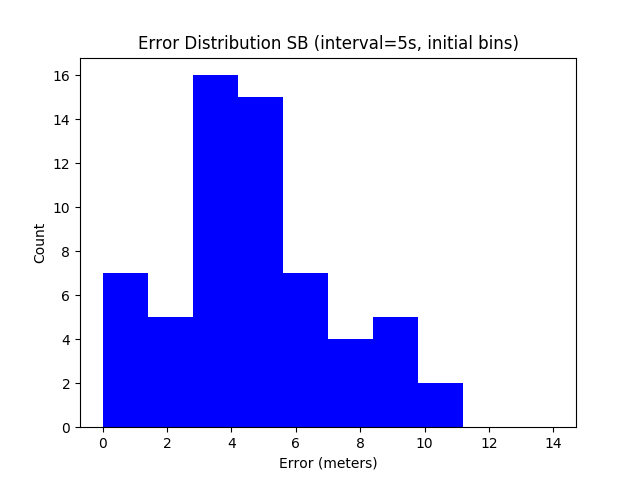 Error Distribution SB (interval=5s, initial bins)
16
14
12
10
8
6
4
2
0
Count
0 2 4 6 8 10 12 14
Error (meters)